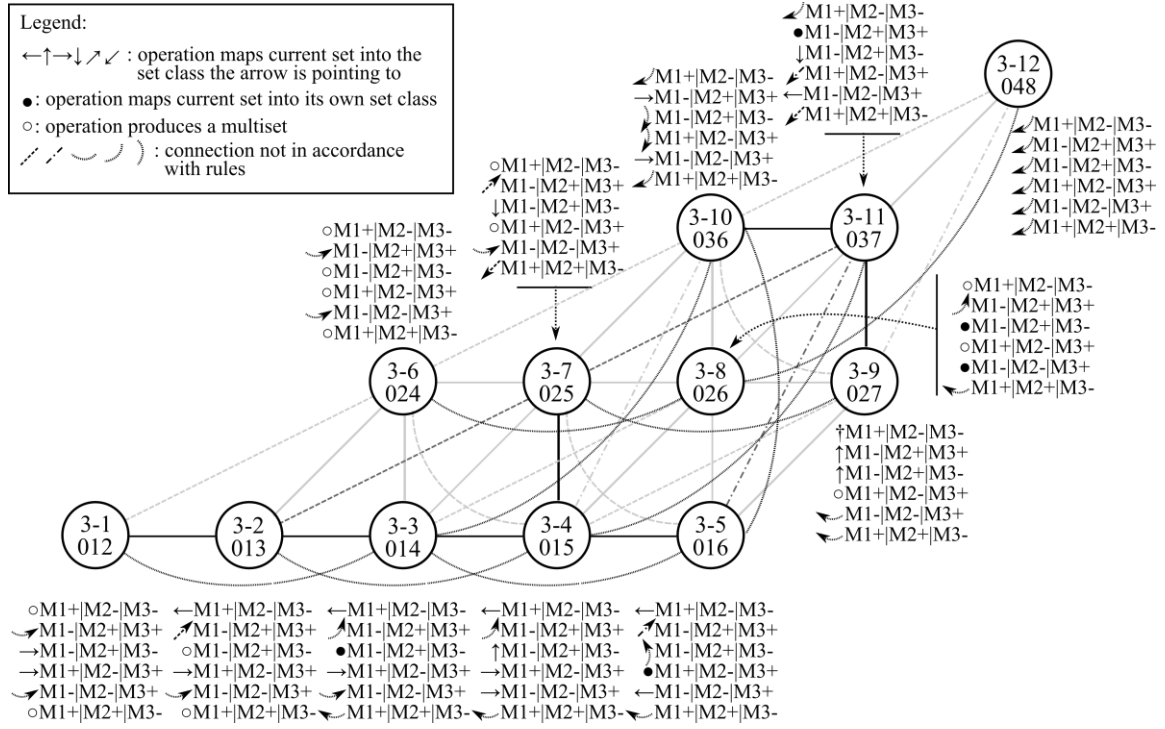 Legend:
←↑→↓↗↙ : operation maps current set into the
set class the arrow is pointing to
●: operation maps current set into its own set class
○: operation produces a multiset
: connection not in accordance
with rules
M1+|M2-|M3-
●M1-|M2+|M3+
↓M1-|M2+|M3-
M1+|M2-|M3+
←M1-|M2-|M3+
M1+|M2+|M3-
3-12
048
M1+|M2-|M3-
→M1-|M2+|M3+
M1-|M2+|M3-
M1+|M2-|M3+
→M1-|M2-|M3+
M1+|M2+|M3-
M1+|M2-|M3-
M1-|M2+|M3+
M1-|M2+|M3-
M1+|M2-|M3+
M1-|M2-|M3+
M1+|M2+|M3-
○M1+|M2-|M3-
M1-|M2+|M3+
↓M1-|M2+|M3-
○M1+|M2-|M3+
M1-|M2-|M3+
M1+|M2+|M3-
3-10
036
3-11
037
○M1+|M2-|M3-
M1-|M2+|M3+
○M1-|M2+|M3-
○M1+|M2-|M3+
M1-|M2-|M3+
○M1+|M2+|M3-
○M1+|M2-|M3-
M1-|M2+|M3+
●M1-|M2+|M3-
○M1+|M2-|M3+
●M1-|M2-|M3+
M1+|M2+|M3-
3-6
024
3-7
025
3-8
026
3-9
027
↑M1+|M2-|M3-
↑M1-|M2+|M3+
↑M1-|M2+|M3-
○M1+|M2-|M3+
M1-|M2-|M3+
M1+|M2+|M3-
3-1
012
3-2
013
3-3
014
3-4
015
3-5
016
○M1+|M2-|M3- ←M1+|M2-|M3- ←M1+|M2-|M3- ←M1+|M2-|M3- ←M1+|M2-|M3-
M1-|M2+|M3+ M1-|M2+|M3+ M1-|M2+|M3+ M1-|M2+|M3+ M1-|M2+|M3+
→M1-|M2+|M3- ○M1-|M2+|M3- ●M1-|M2+|M3- ↑M1-|M2+|M3- M1-|M2+|M3-
→M1+|M2-|M3+ →M1+|M2-|M3+ →M1+|M2-|M3+ →M1+|M2-|M3+ ●M1+|M2-|M3+
M1-|M2-|M3+ M1-|M2-|M3+ M1-|M2-|M3+ →M1-|M2-|M3+ ←M1-|M2-|M3+
○M1+|M2+|M3- ○M1+|M2+|M3- M1+|M2+|M3- M1+|M2+|M3- M1+|M2+|M3-